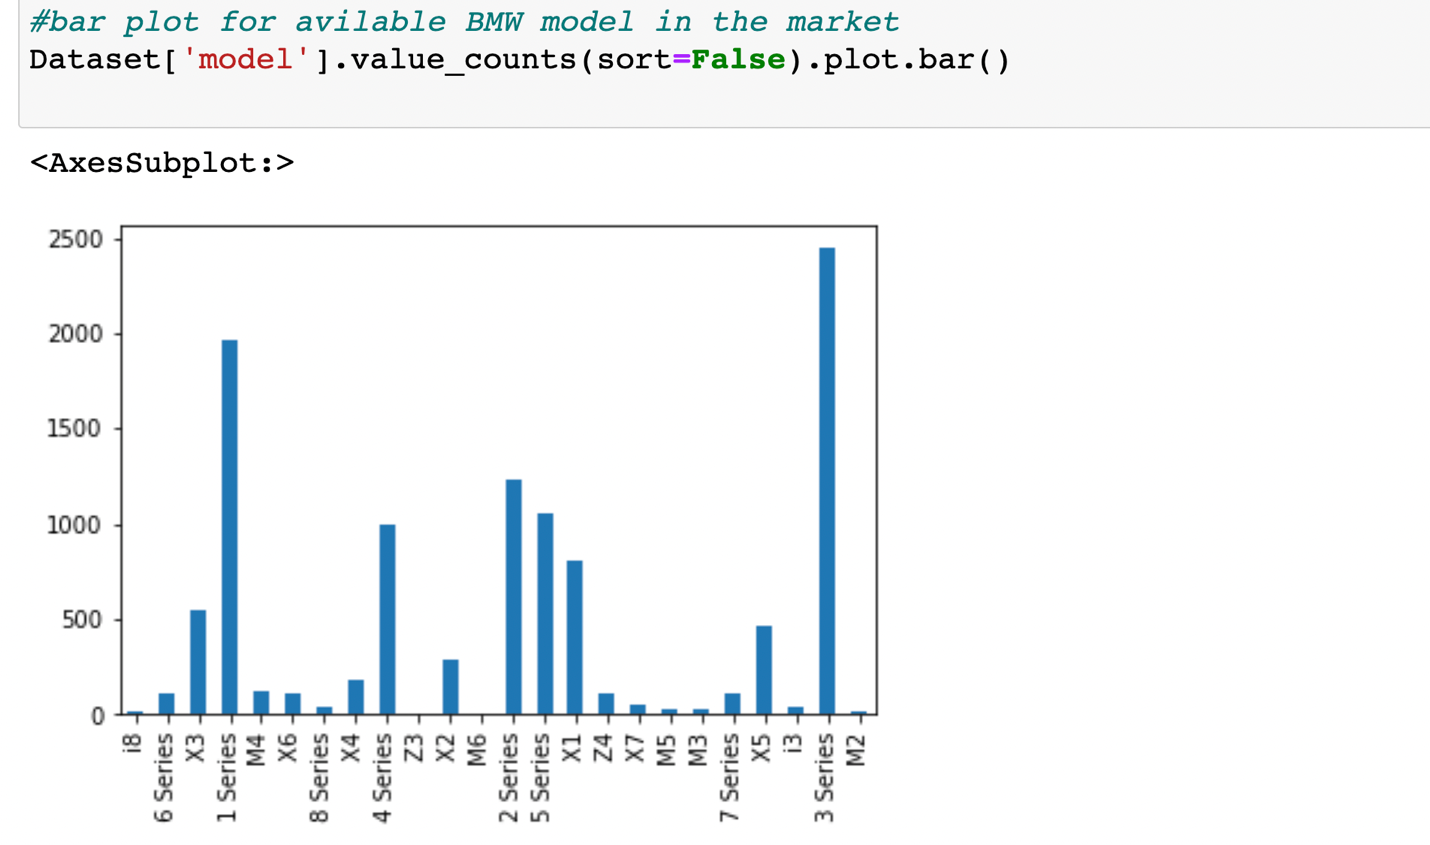 #bar plot for avilable BMW model in the market
Dataset['model'].value_counts(sort=False).plot.bar()
<AxesSubplot:>
2500
2000
1500
1000
500
0
i8
6 Series
X3
1 Series
M4
X6
8 Series
X4
4 Series
Z3
X2
M6
2 Series
5 Series
X1
Z4
X7
M5
M3
7 Series
X5
i3
3 Series
M2